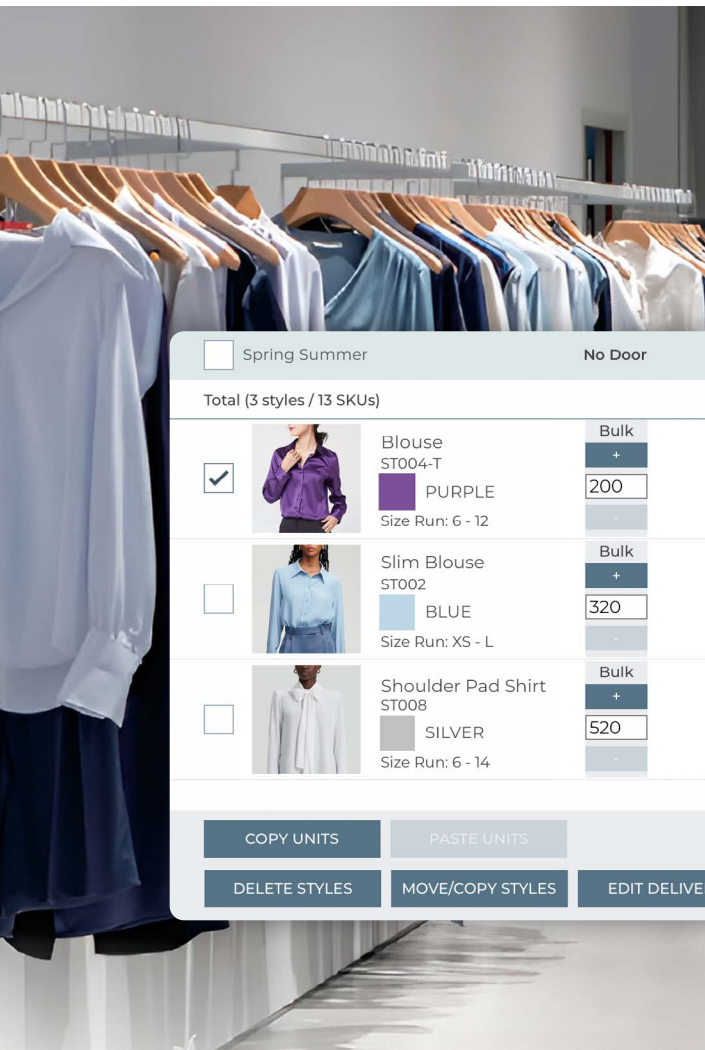 Spring Summer
No Door
Total (3 styles / 13 SKUs)
Bulk
+
Blouse
ST004-T
PURPLE
200
Size Run: 6 - 12
-
Bulk
+
Slim Blouse
ST002
BLUE
320
Size Run: XS - L
-
Bulk
+
Shoulder Pad Shirt
ST008
SILVER
520
Size Run: 6 - 14
-
COPY UNITS
PASTE UNITS
DELETE STYLES
MOVE/COPY STYLES
EDIT DELIVE